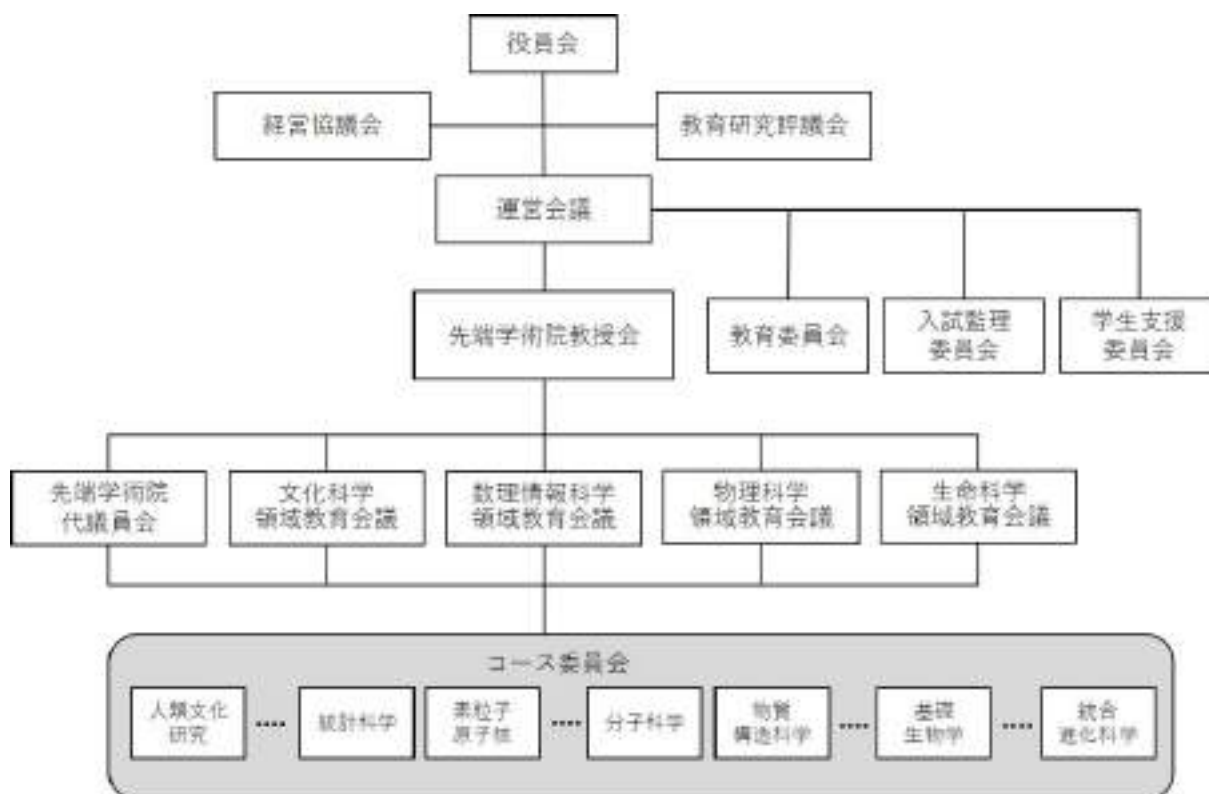 役員会
経営協議会
教育研究評議会
運営会議
先端学術院教授会
教育委員会
入試監理
委員会
学生支援
委員会
先端学術院
代議員会
文化科学
領域教育会議
数理情報科学
領域教育会議
物理科学
領域教育会議
生命科学
領域教育会議
コース委員会
人類文化
研究
....
統計科学
素粒子
原子核
....
分子科学
物質
構造科学
....
基礎
生物学
....
統合
進化科学